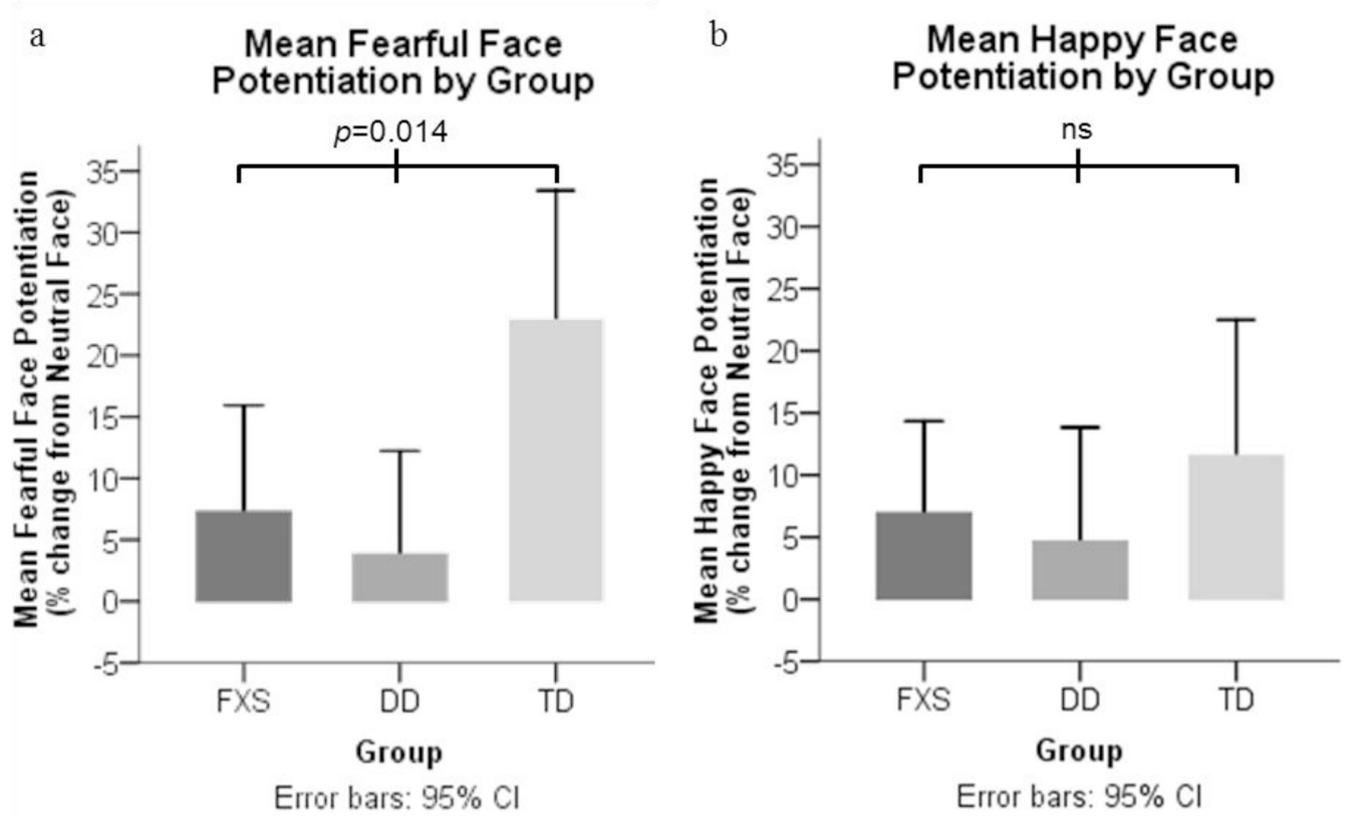 a
Mean Fearful Face
Potentiation by Group
p=0.014
Mean Fearful Face Potentiation
(% change from Neutral Face)
35
30
25
20
15
10
5
0
-5
FXS DD TD
Group
Error bars: 95% CI
b
Mean Happy Face
Potentiation by Group
ns
Mean Happy Face Potentiation
(% change from Neutral Face)
35
30
25
20
15
10
5
0
-5
FXS DD TD
Group
Error bars: 95% CI